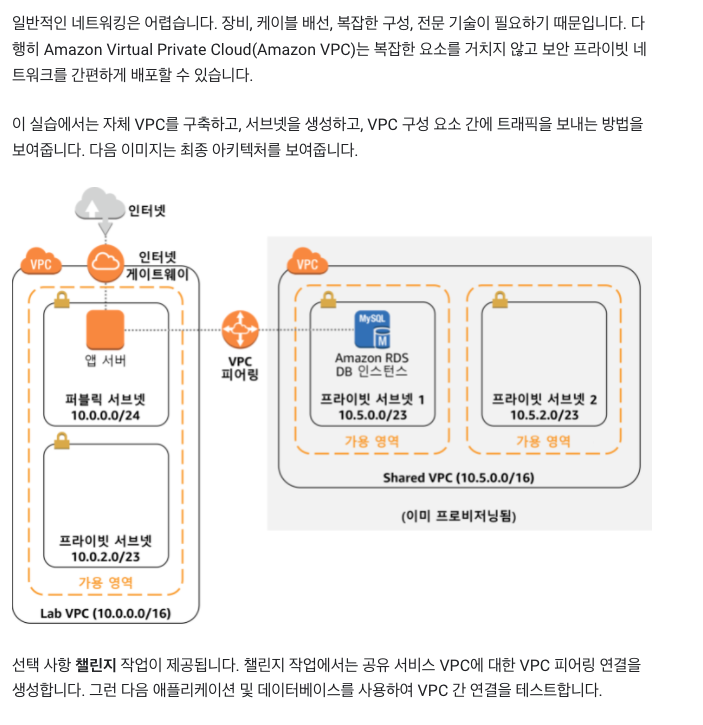 일반적인 네트워킹은 어렵습니다. 장비, 케이블 배선, 복잡한 구성, 전문 기술이 필요하기 때문입니다. 다
행히 Amazon Virtual Private Cloud(Amazon VPC)는 복잡한 요소를 거치지 않고 보안 프라이빗 네
트워크를 간편하게 배포할 수 있습니다.
이 실습에서는 자체 VPC를 구축하고, 서브넷을 생성하고, VPC 구성 요소 간에 트래픽을 보내는 방법을
보여줍니다. 다음 이미지는 최종 아키텍처를 보여줍니다.
인터넷
VPC
인터넷
게이트웨이
앱 서버
퍼블릭 서브넷
10.0.0.0/24
프라이빗 서브넷
10.0.2.0/23
가용 영역
Lab VPC (10.0.0.0/16)
VPC
피어링
VPC
MySQL
M
Amazon RDS
DB 인스턴스
프라이빗 서브넷 1
10.5.0.0/23
가용 영역
프라이빗 서브넷 2
10.5.2.0/23
가용 영역
Shared VPC (10.5.0.0/16)
(이미 프로비저닝됨)
선택 사항 챌린지 작업이 제공됩니다. 챌린지 작업에서는 공유 서비스 VPC에 대한 VPC 피어링 연결을
생성합니다. 그런 다음 애플리케이션 및 데이터베이스를 사용하여 VPC 간 연결을 테스트합니다.